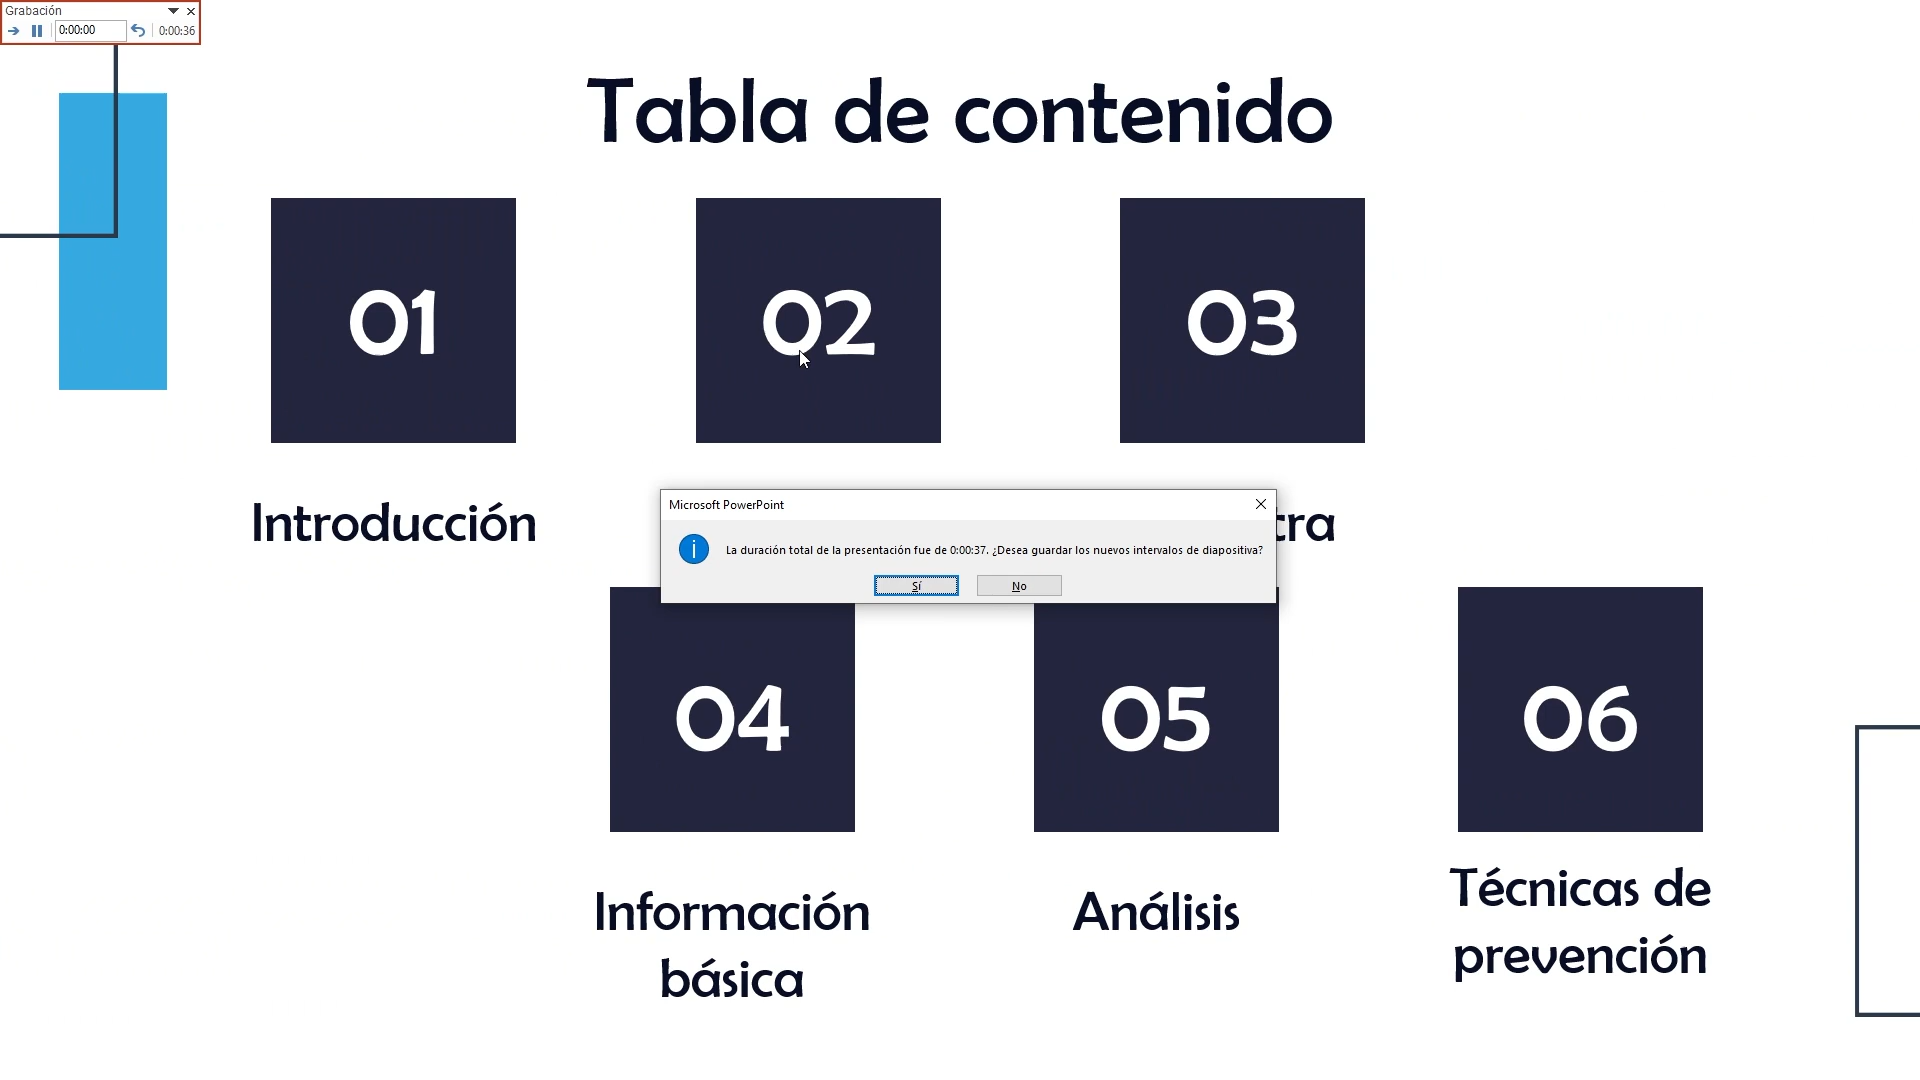 Grabación
0:00:00
0:00:36
Tabla de contenido
01
02
03
Introducción
Microsoft PowerPoint
La duración total de la presentación fue de 0:00:37. ¿Desea guardar los nuevos intervalos de diapositiva?
Sí
No
04
05
06
Información
básica
Análisis
Técnicas de
prevención